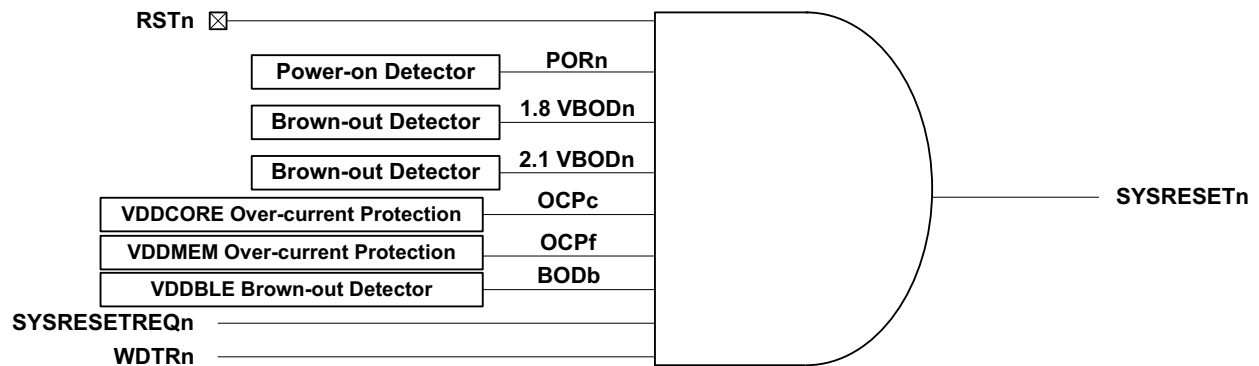 RSTn
Power-on Detector PORn
Brown-out Detector 1.8 VBODn
Brown-out Detector 2.1 VBODn
SYSRESETn
VDDCORE Over-current Protection OCPc
VDDMEM Over-current Protection OCPf
VDDBLE Brown-out Detector BODb
SYSRESETREQn
WDTRn